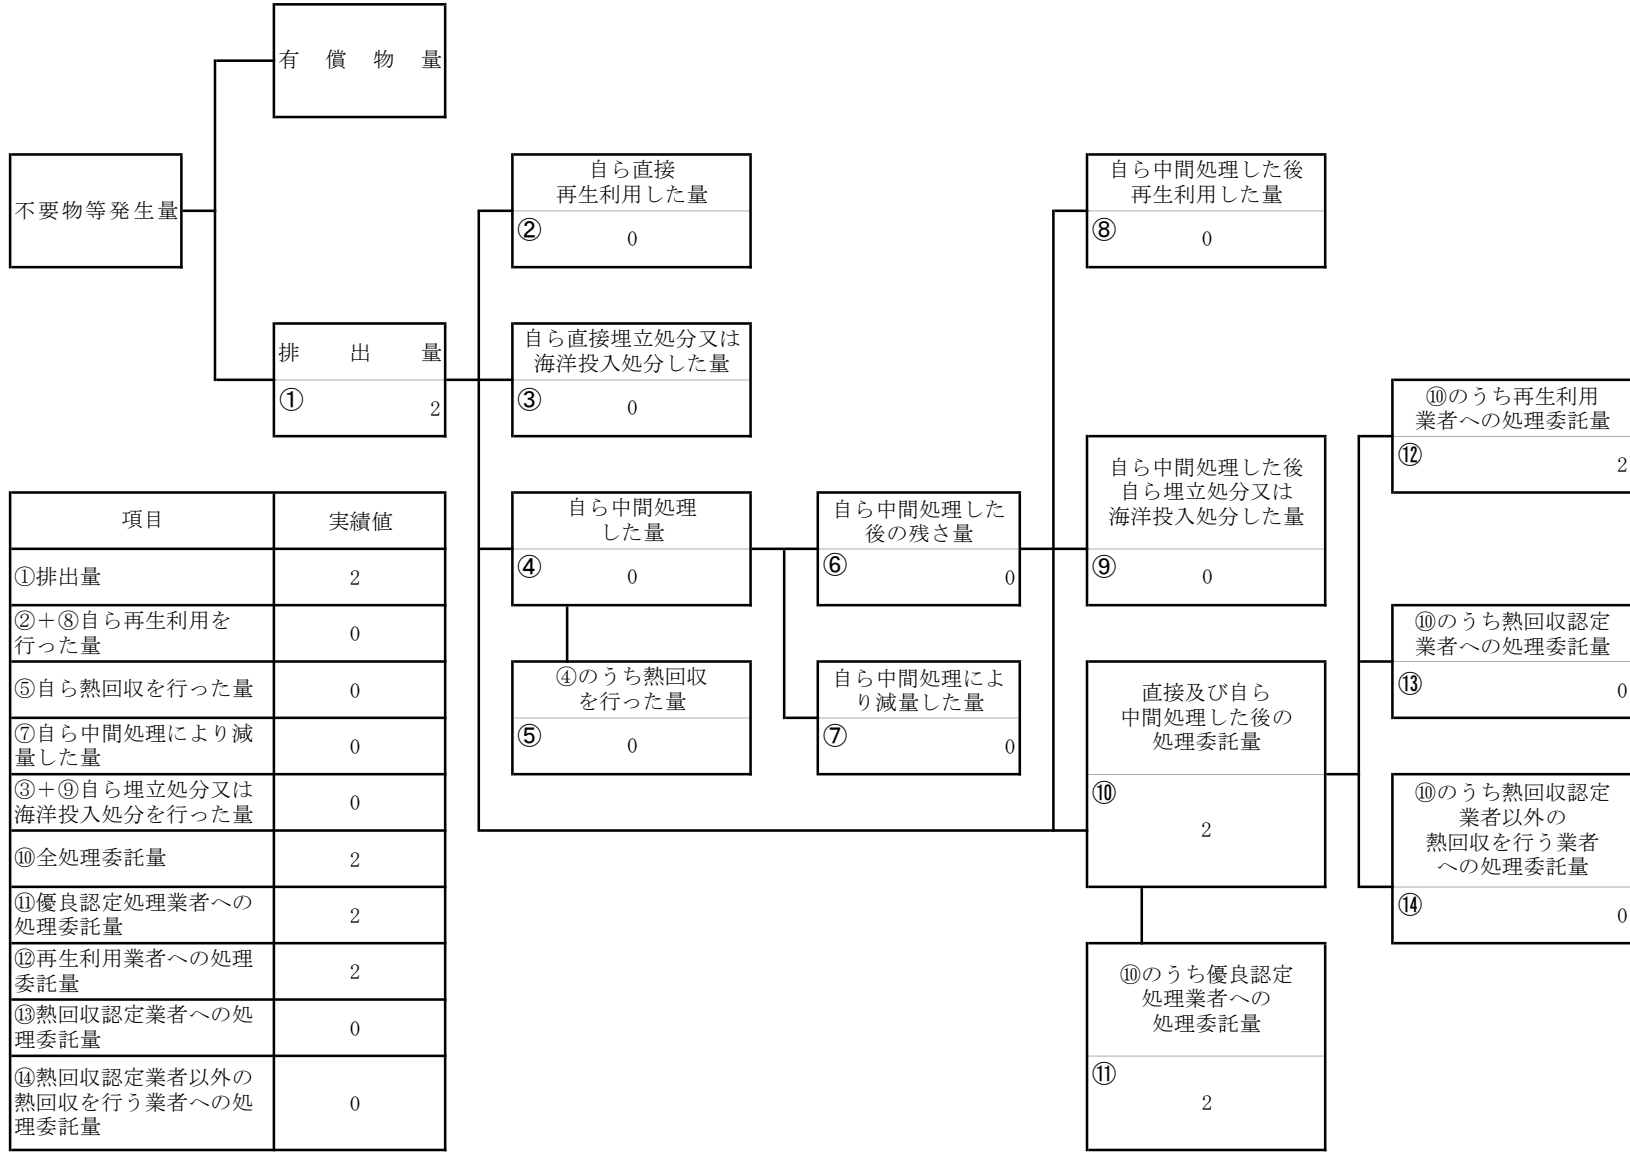 有償物量
不要物等発生量
排出量
①
2
自ら直接
再生利用した量
②
0
自ら直接埋立処分又は
海洋投入処分した量
③
0
自ら中間処理
した量
④
0
④のうち熱回収
を行った量
⑤
0
自ら中間処理した
後の残さ量
⑥
0
自ら中間処理によ
り減量した量
⑦
0
自ら中間処理した後
再生利用した量
⑧
0
自ら中間処理した後
自ら埋立処分又は
海洋投入処分した量
⑨
0
直接及び自ら
中間処理した後の
処理委託量
⑩
2
⑩のうち優良認定
処理業者への
処理委託量
⑪
2
⑩のうち再生利用
業者への処理委託量
⑫
2
⑩のうち熱回収認定
業者への処理委託量
⑬
0
⑩のうち熱回収認定
業者以外の
熱回収を行う業者
への処理委託量
⑭
0
項目 実績値
①排出量 2
②+⑧自ら再生利用を
行った量 0
⑤自ら熱回収を行った量 0
⑦自ら中間処理により減
量した量 0
③+⑨自ら埋立処分又は
海洋投入処分を行った量 0
⑩全処理委託量 2
⑪優良認定処理業者への
処理委託量 2
⑫再生利用業者への処理
委託量 2
⑬熱回収認定業者への処
理委託量 0
⑭熱回収認定業者以外の
熱回収を行う業者への処
理委託量 0